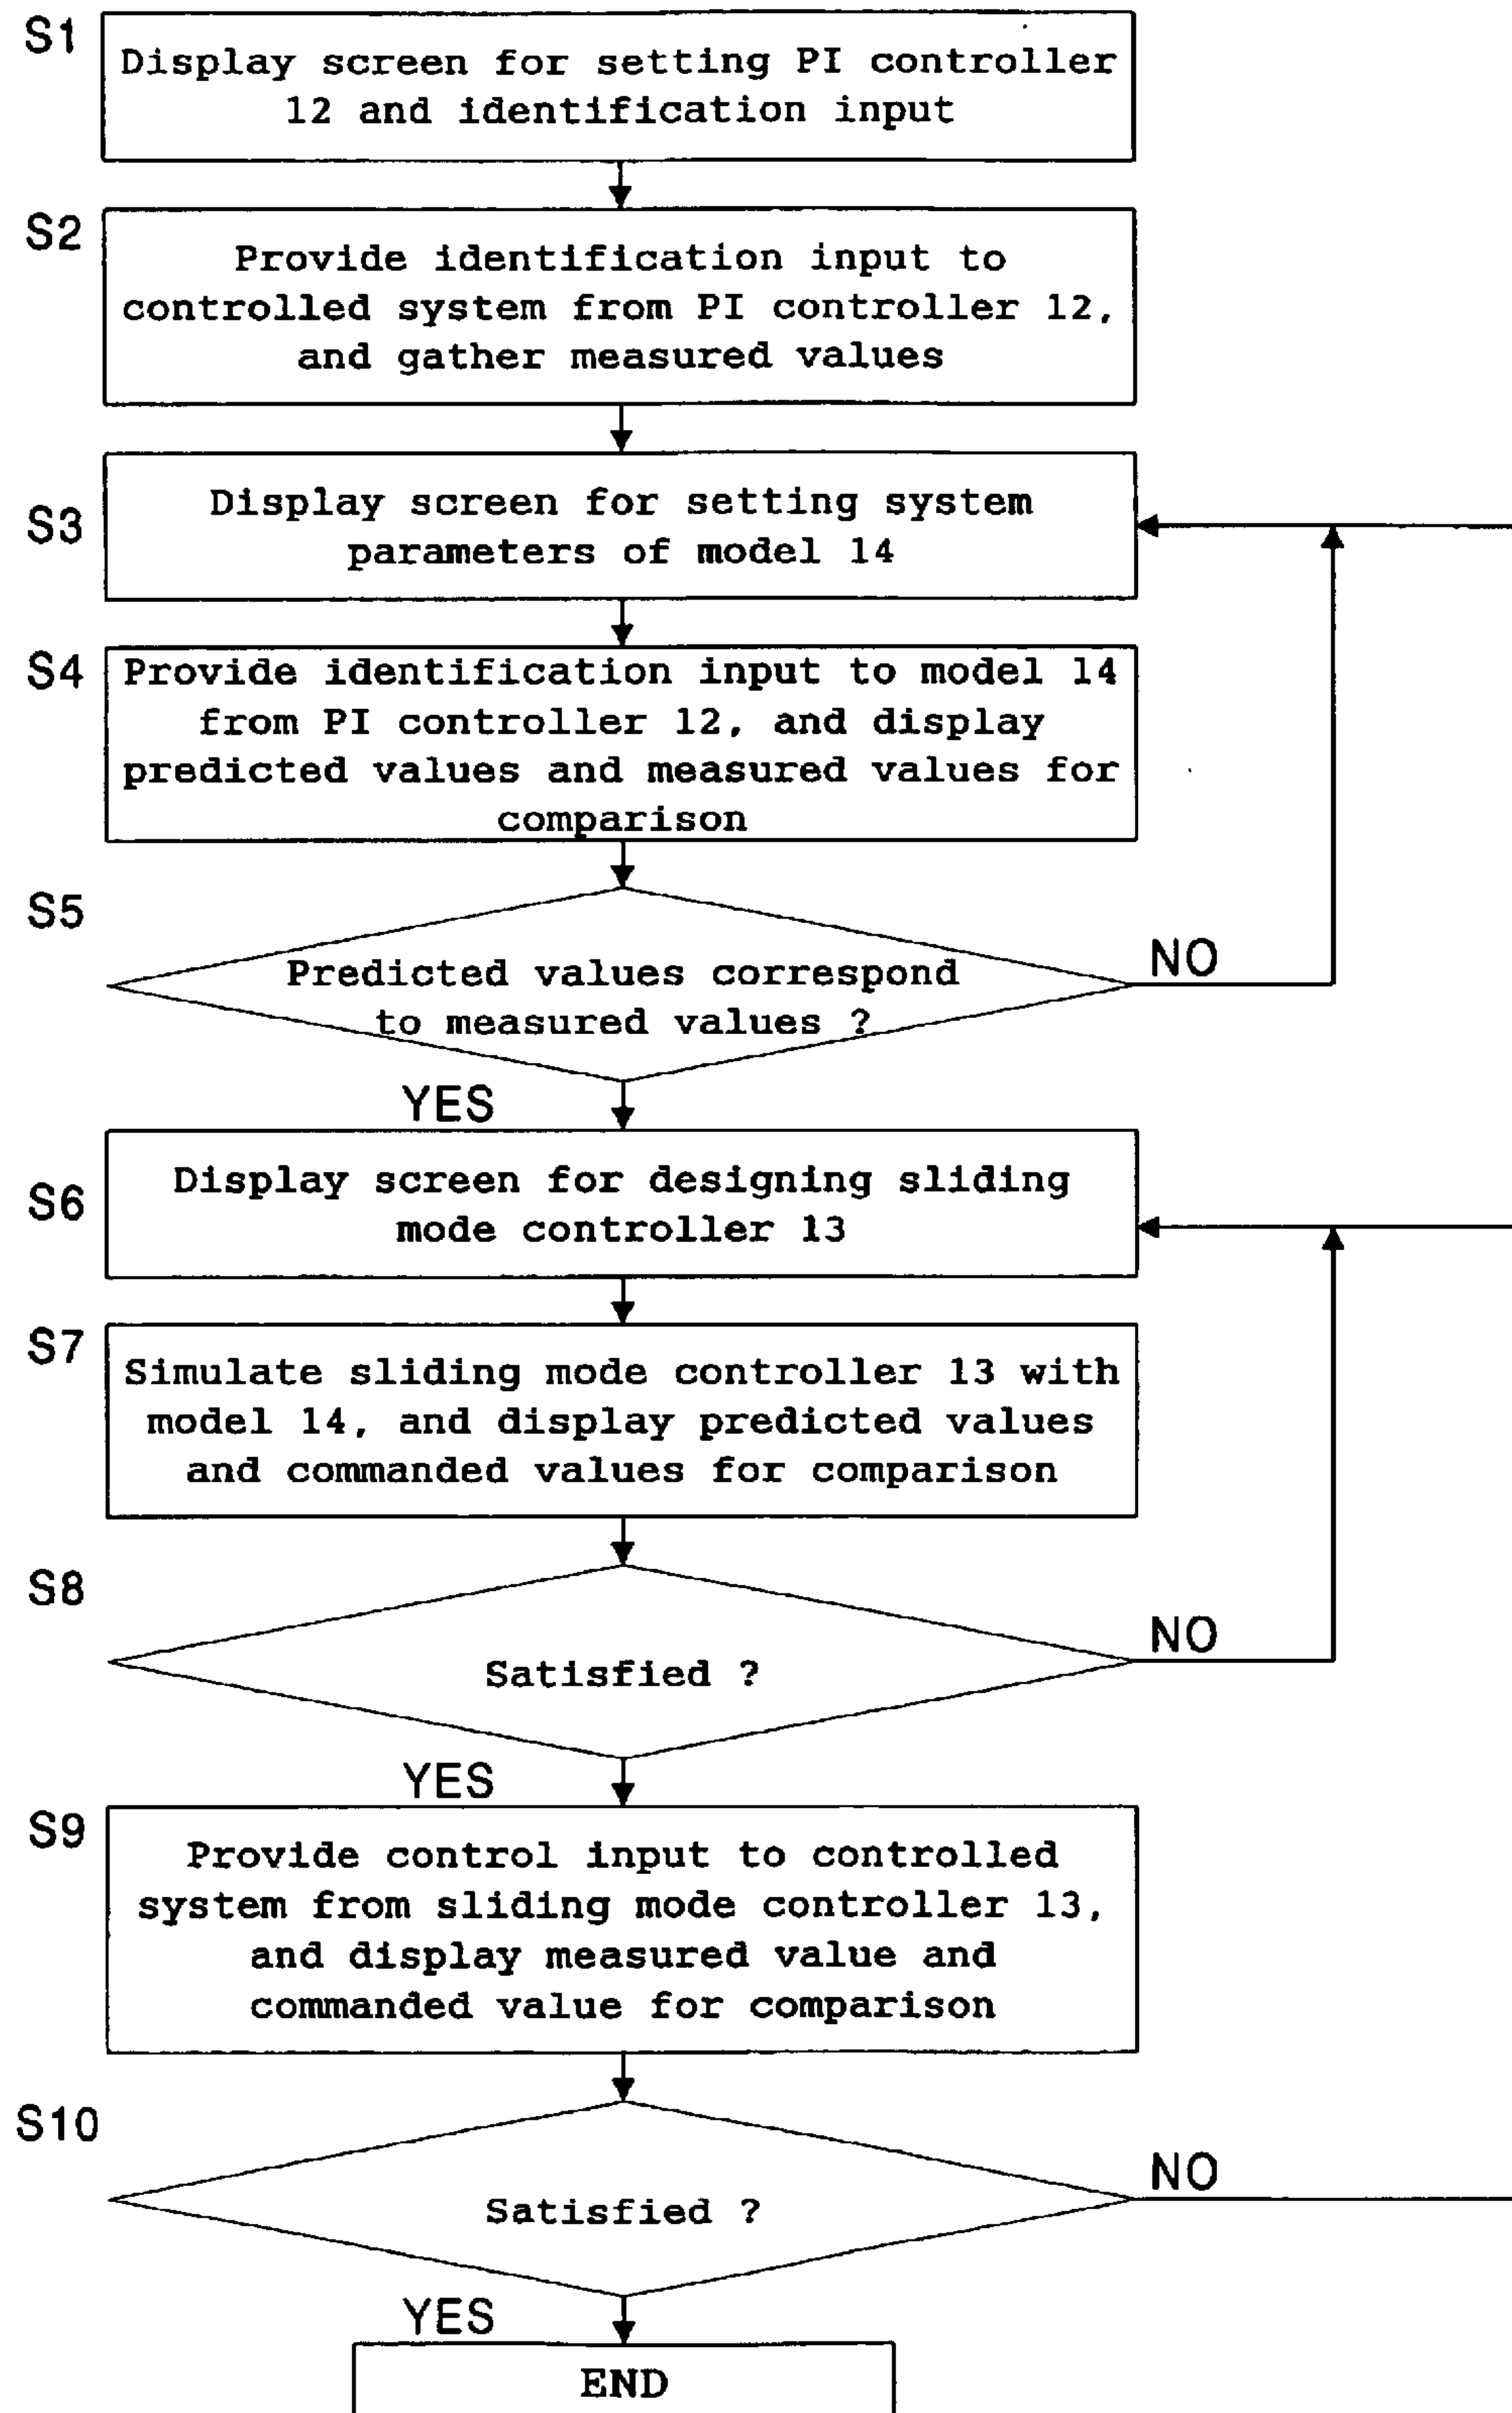 S1
Display screen for setting PI controller
12 and identification input
S2
Provide identification input to
controlled system from PI controller 12,
and gather measured values
S3
Display screen for setting system
parameters of model 14
S4
Provide identification input to model 14
from PI controller 12, and display
predicted values and measured values for
comparison
S5
Predicted values correspond
to measured values ?
NO
YES
S6
Display screen for designing sliding
mode controller 13
S7
Simulate sliding mode controller 13 with
model 14, and display predicted values
and commanded values for comparison
S8
Satisfied ?
NO
YES
S9
Provide control input to controlled
system from sliding mode controller 13,
and display measured value and
commanded value for comparison
S10
Satisfied ?
NO
YES
END